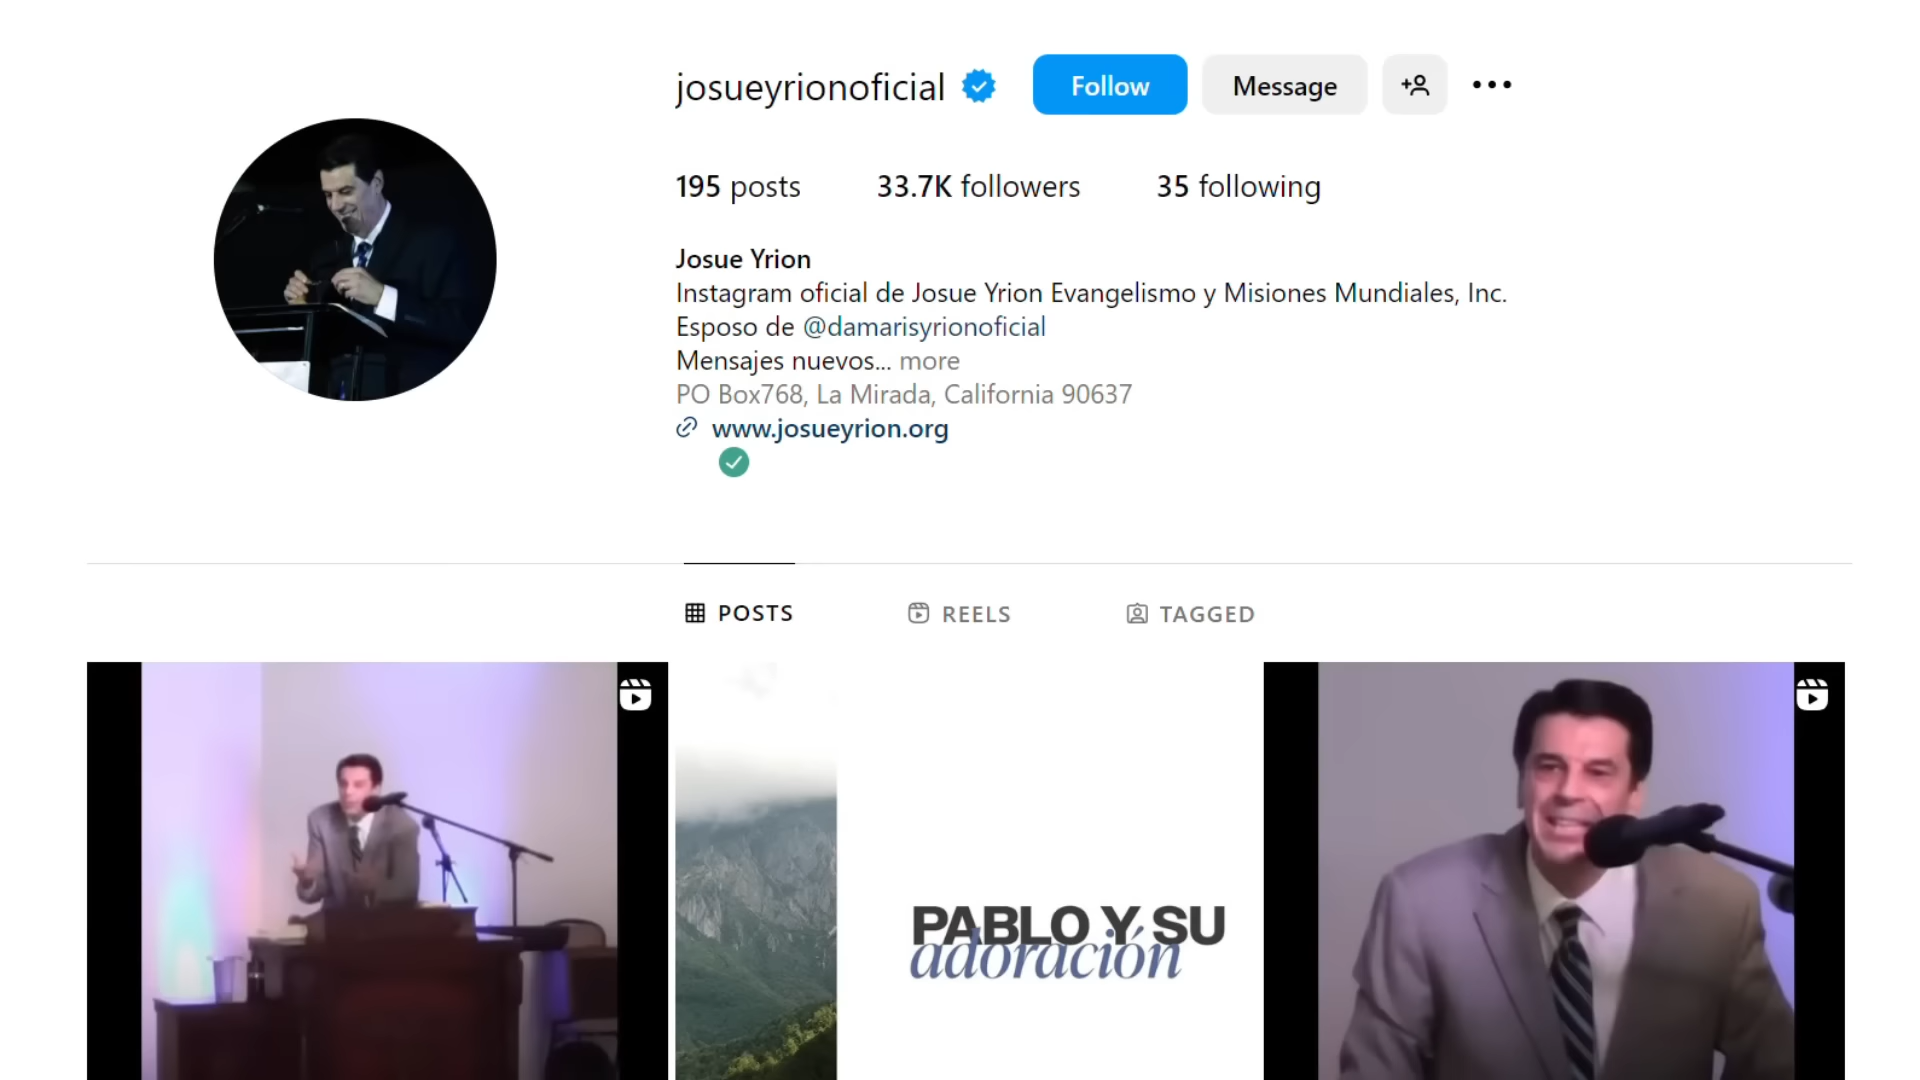 josueyrionoficial
Follow
Message
195 posts
33.7K followers
35 following
Josue Yrion
Instagram oficial de Josue Yrion Evangelismo y Misiones Mundiales, Inc.
Esposo de @damarisyrionoficial
Mensajes nuevos... more
PO Box768, La Mirada, California 90637
www.josueyrion.org
POSTS
REELS
TAGGED
PABLO Y SU
adoración